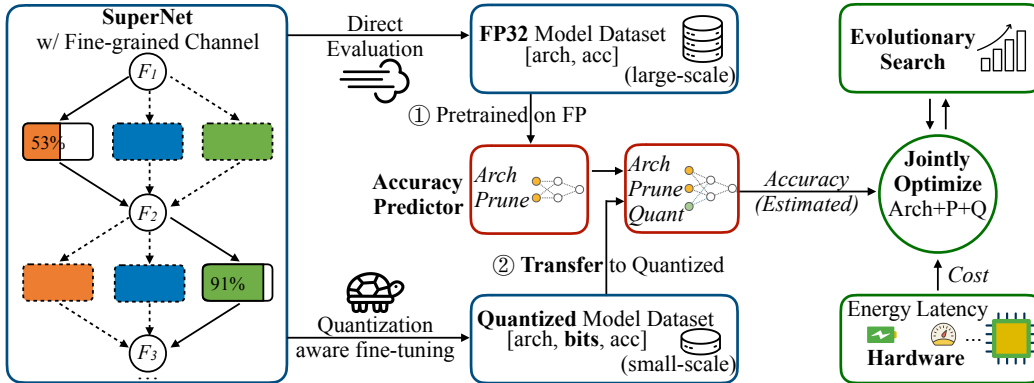 SuperNet
w/ Fine-grained Channel
F1
53%
F2
91%
F3
...
Direct
Evaluation
Quantization
aware fine-tuning
FP32 Model Dataset
[arch, acc]
(large-scale)
① Pretrained on FP
Accuracy
Predictor
Arch
Prune
Arch
Prune
Quant
② Transfer to Quantized
Quantized Model Dataset
[arch, bits, acc]
(small-scale)
Accuracy
(Estimated)
Evolutionary
Search
Jointly
Optimize
Arch+P+Q
Cost
Energy Latency
...
Hardware